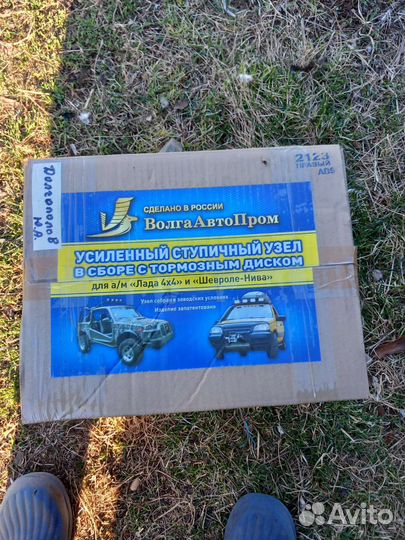 2123
ПРАВЫЙ
ABS
Долгополов
М.А.
СДЕЛАНО В РОССИИ
ВолгаАвтоПром
УСИЛЕННЫЙ СТУПИЧНЫЙ УЗЕЛ
В СБОРЕ С ТОРМОЗНЫМ ДИСКОМ
для а/м «Лада 4х4» и «Шевроле-Нива»
Узел собран в заводских условиях
Изделие запатентовано
Avito